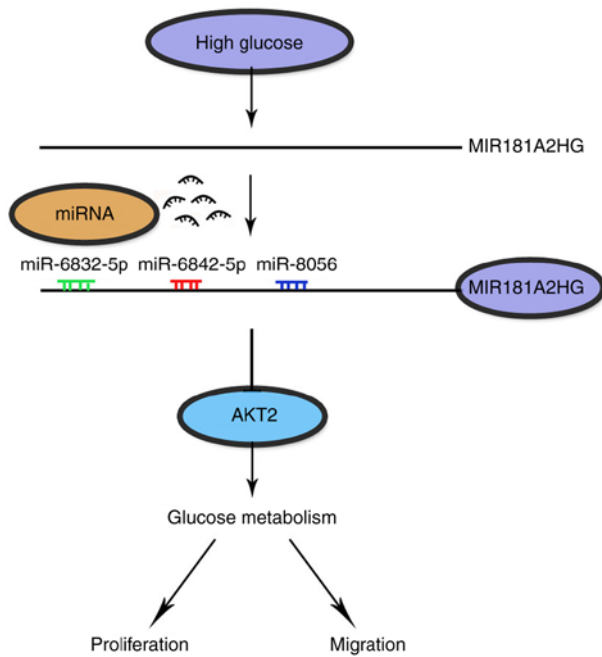 High glucose
MIR181A2HG
miRNA
miR-6832-5p miR-6842-5p miR-8056
MIR181A2HG
AKT2
Glucose metabolism
Proliferation Migration